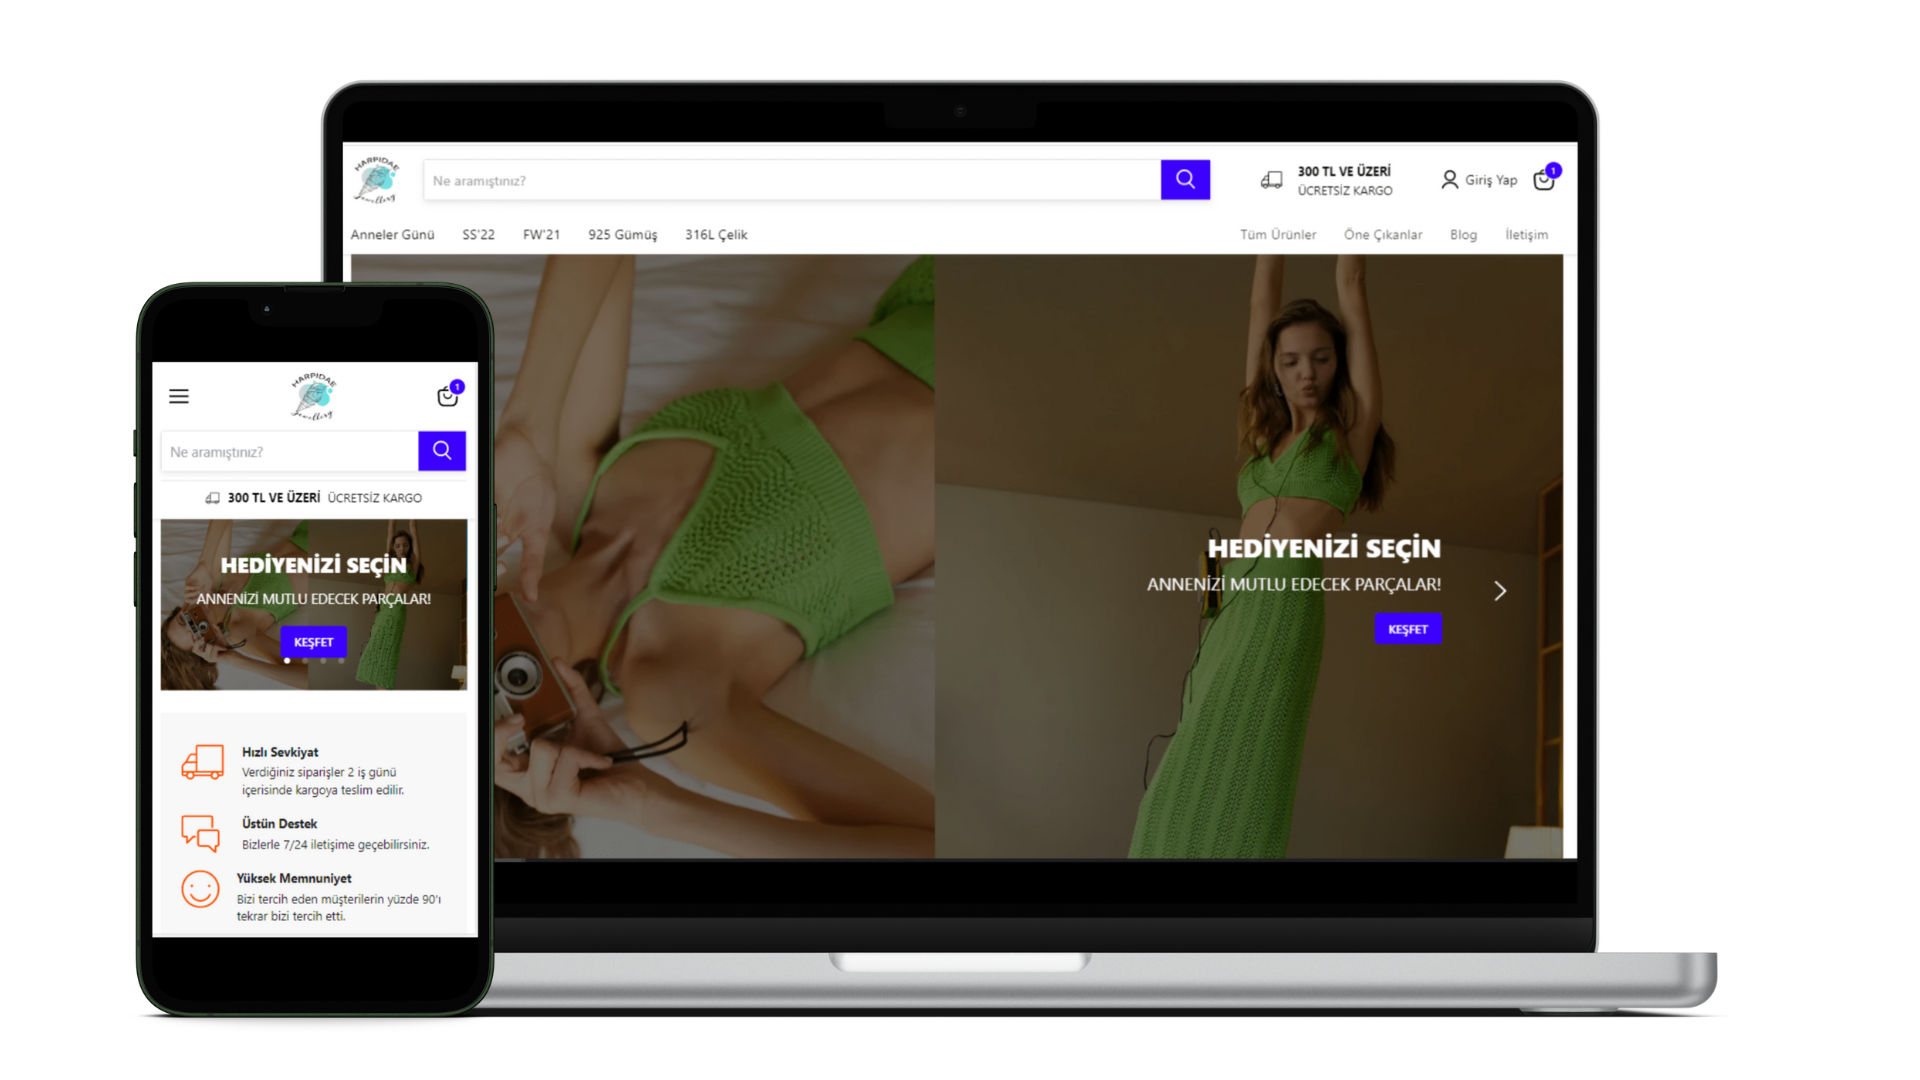 HARPIDAE
Jewellery
Ne aramıştınız?
300 TL VE ÜZERİ
ÜCRETSİZ KARGO
Giriş Yap
1
Anneler Günü
SS'22
FW'21
925 Gümüş
316L Çelik
Tüm Ürünler
Öne Çıkanlar
Blog
İletişim
HEDİYENİZİ SEÇİN
ANNENİZİ MUTLU EDECEK PARÇALAR!
KEŞFET
HARPIDAE
Jewellery
1
Ne aramıştınız?
300 TL VE ÜZERİ ÜCRETSİZ KARGO
HEDİYENİZİ SEÇİN
ANNENİZİ MUTLU EDECEK PARÇALAR!
KEŞFET
Hızlı Sevkiyat
Verdiğiniz siparişler 2 iş günü
içerisinde kargoya teslim edilir.
Üstün Destek
Bizlerle 7/24 iletişime geçebilirsiniz.
Yüksek Memnuniyet
Bizi tercih eden müşterilerin yüzde 90'ı
tekrar bizi tercih etti.